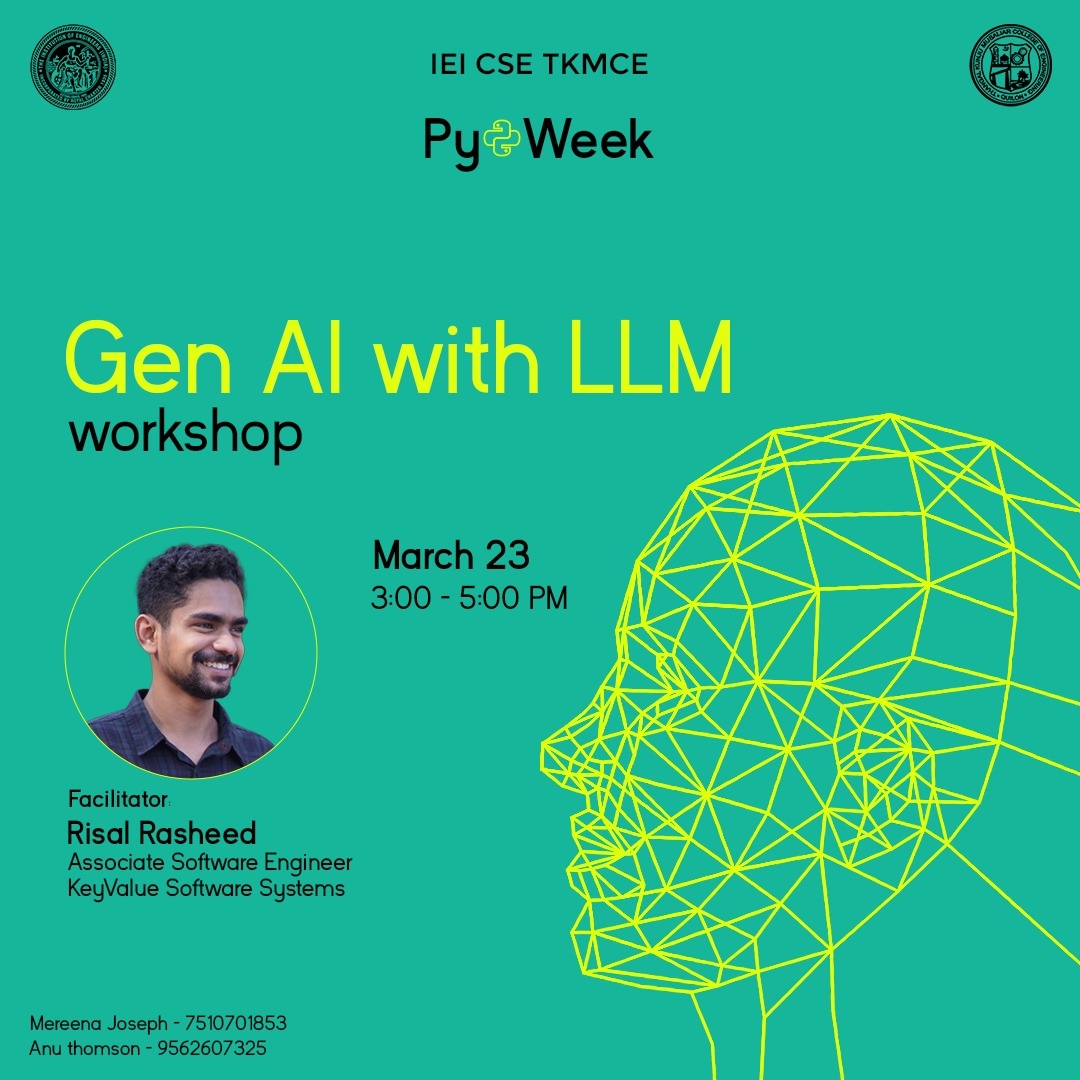 IEI CSE TKMCE
Py Week
Gen AI with LLM
workshop
March 23
3:00 - 5:00 PM
Facilitator:
Risal Rasheed
Associate Software Engineer
KeyValue Software Systems
Mereena Joseph - 7510701853
Anu thomson - 9562607325